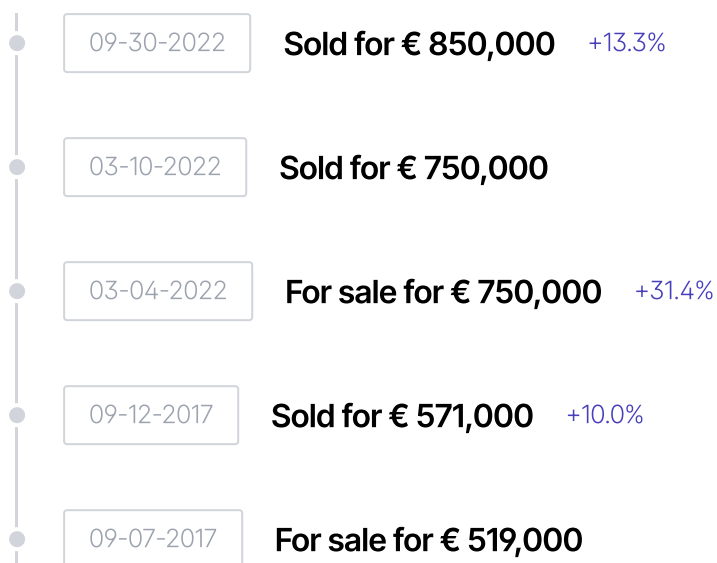 09-30-2022 Sold for € 850,000 +13.3%
03-10-2022 Sold for € 750,000
03-04-2022 For sale for € 750,000 +31.4%
09-12-2017 Sold for € 571,000 +10.0%
09-07-2017 For sale for € 519,000